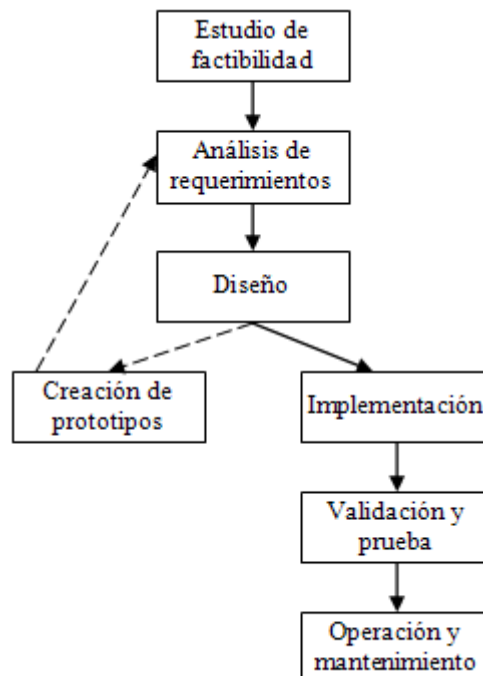 Estudio de
factibilidad
Análisis de
requerimientos
Diseño
Creación de
prototipos
Implementación
Validación y
prueba
Operación y
mantenimiento